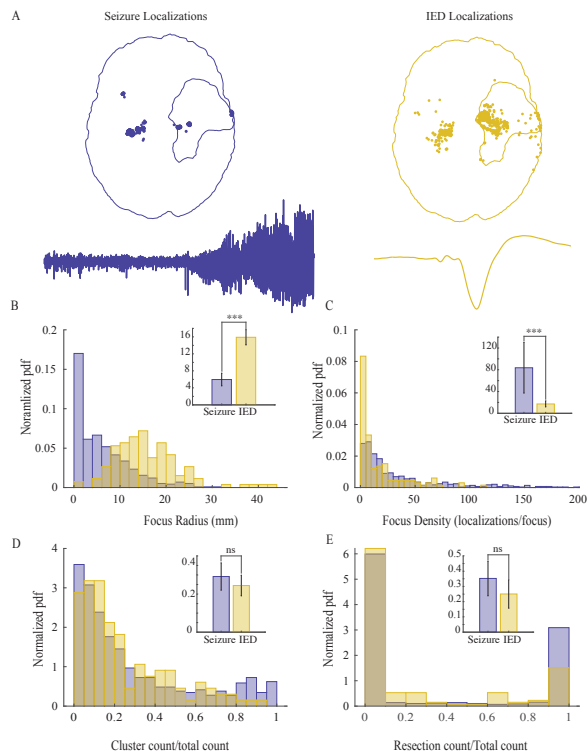 A
Seizure Localizations
IED Localizations
B
C
Noramlized pdf
0.2
0.15
0.1
0.05
0
0 10 20 30 40
Focus Radius (mm)
16
12
8
4
0
***
Seizure IED
Normalized pdf
0.1
0.08
0.06
0.04
0.02
0
0 50 100 150 200
Focus Density (localizations/focus)
120
80
40
0
***
Seizure IED
D
E
Normalized pdf
4
3
2
1
0
0 0.2 0.4 0.6 0.8 1
Cluster count/total count
0.4
0.3
0.2
0.1
0
ns
Seizure IED
Normalized pdf
6
5
4
3
2
1
0
0 0.2 0.4 0.6 0.8 1
Resection count/Total count
0.5
0.4
0.3
0.2
0.1
0
ns
Seizure IED